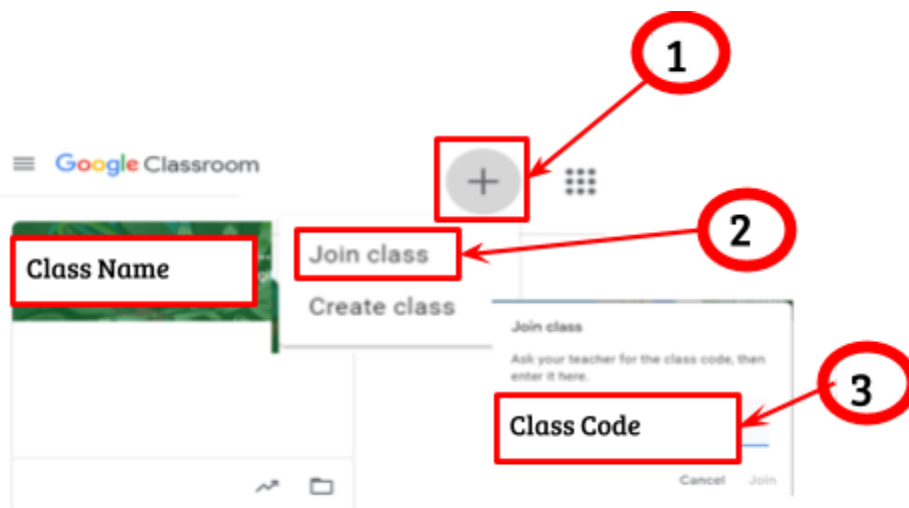 1
Google Classroom
+
2
Join class
Class Name
Create class
Join class
Ask your teacher for the class code, then
enter it here.
3
Class Code
Cancel Join